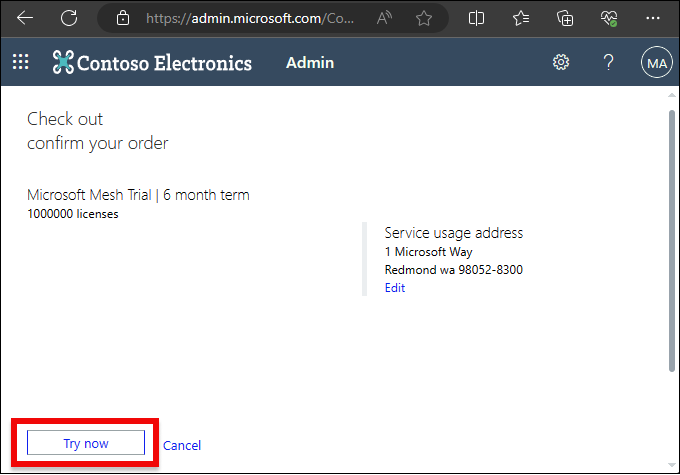 https://admin.microsoft.com/Co...
Contoso Electronics
Admin
?
MA
Check out
confirm your order
Microsoft Mesh Trial | 6 month term
1000000 licenses
Service usage address
1 Microsoft Way
Redmond wa 98052-8300
Edit
Try now
Cancel